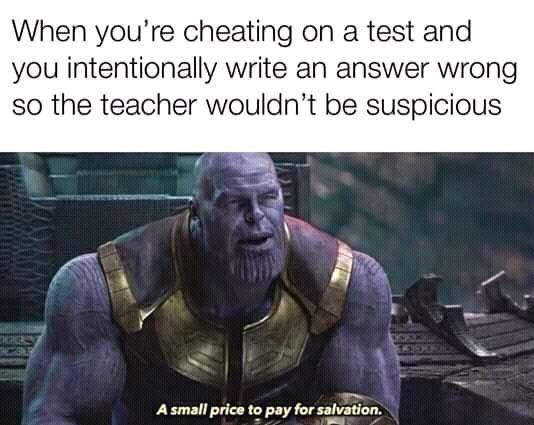 When you’re cheating on a test and
you intentionally write an answer wrong
so the teacher wouldn’t be suspicious
A small price to pay for salvation.